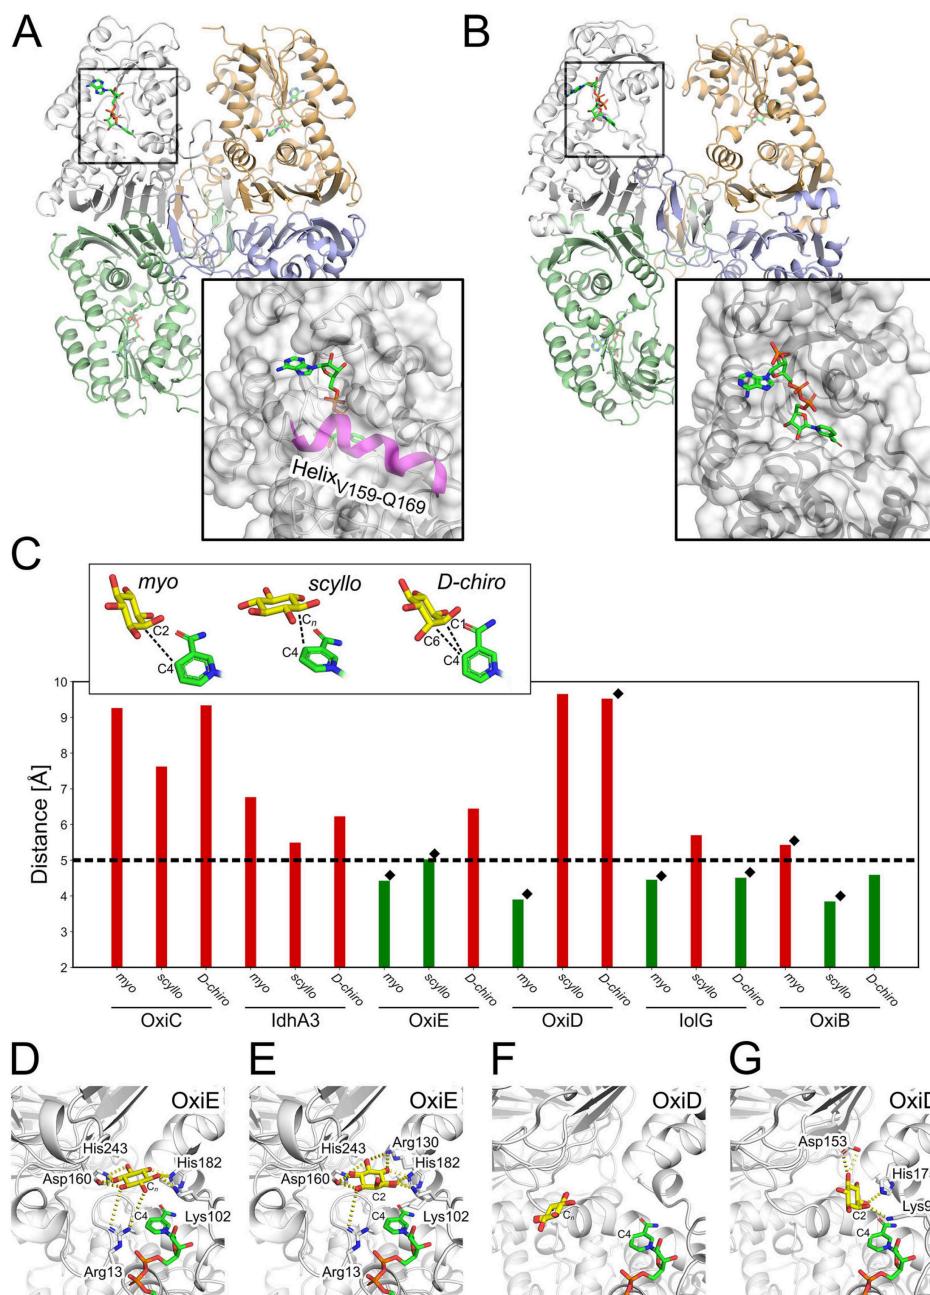 A
B
Helix V159-Q169
C
myo
scyllo
D-chiro
C2
C4
Cn
C4
C1
C6
C4
Distance [Å]
10
9
8
7
6
5
4
3
2
myo
scyllo
D-chiro
myo
scyllo
D-chiro
myo
scyllo
D-chiro
myo
scyllo
D-chiro
myo
scyllo
D-chiro
myo
scyllo
D-chiro
OxiC
IdhA3
OxiE
OxiD
IolG
OxiB
D
OxiE
His243
Asp160
His182
Cn
C4
Lys102
Arg13
E
OxiE
His243
Arg130
Asp160
His182
C2
C4
Lys102
Arg13
F
OxiD
Cn
C4
G
OxiD
Asp153
His17
C2
Lys9
C4